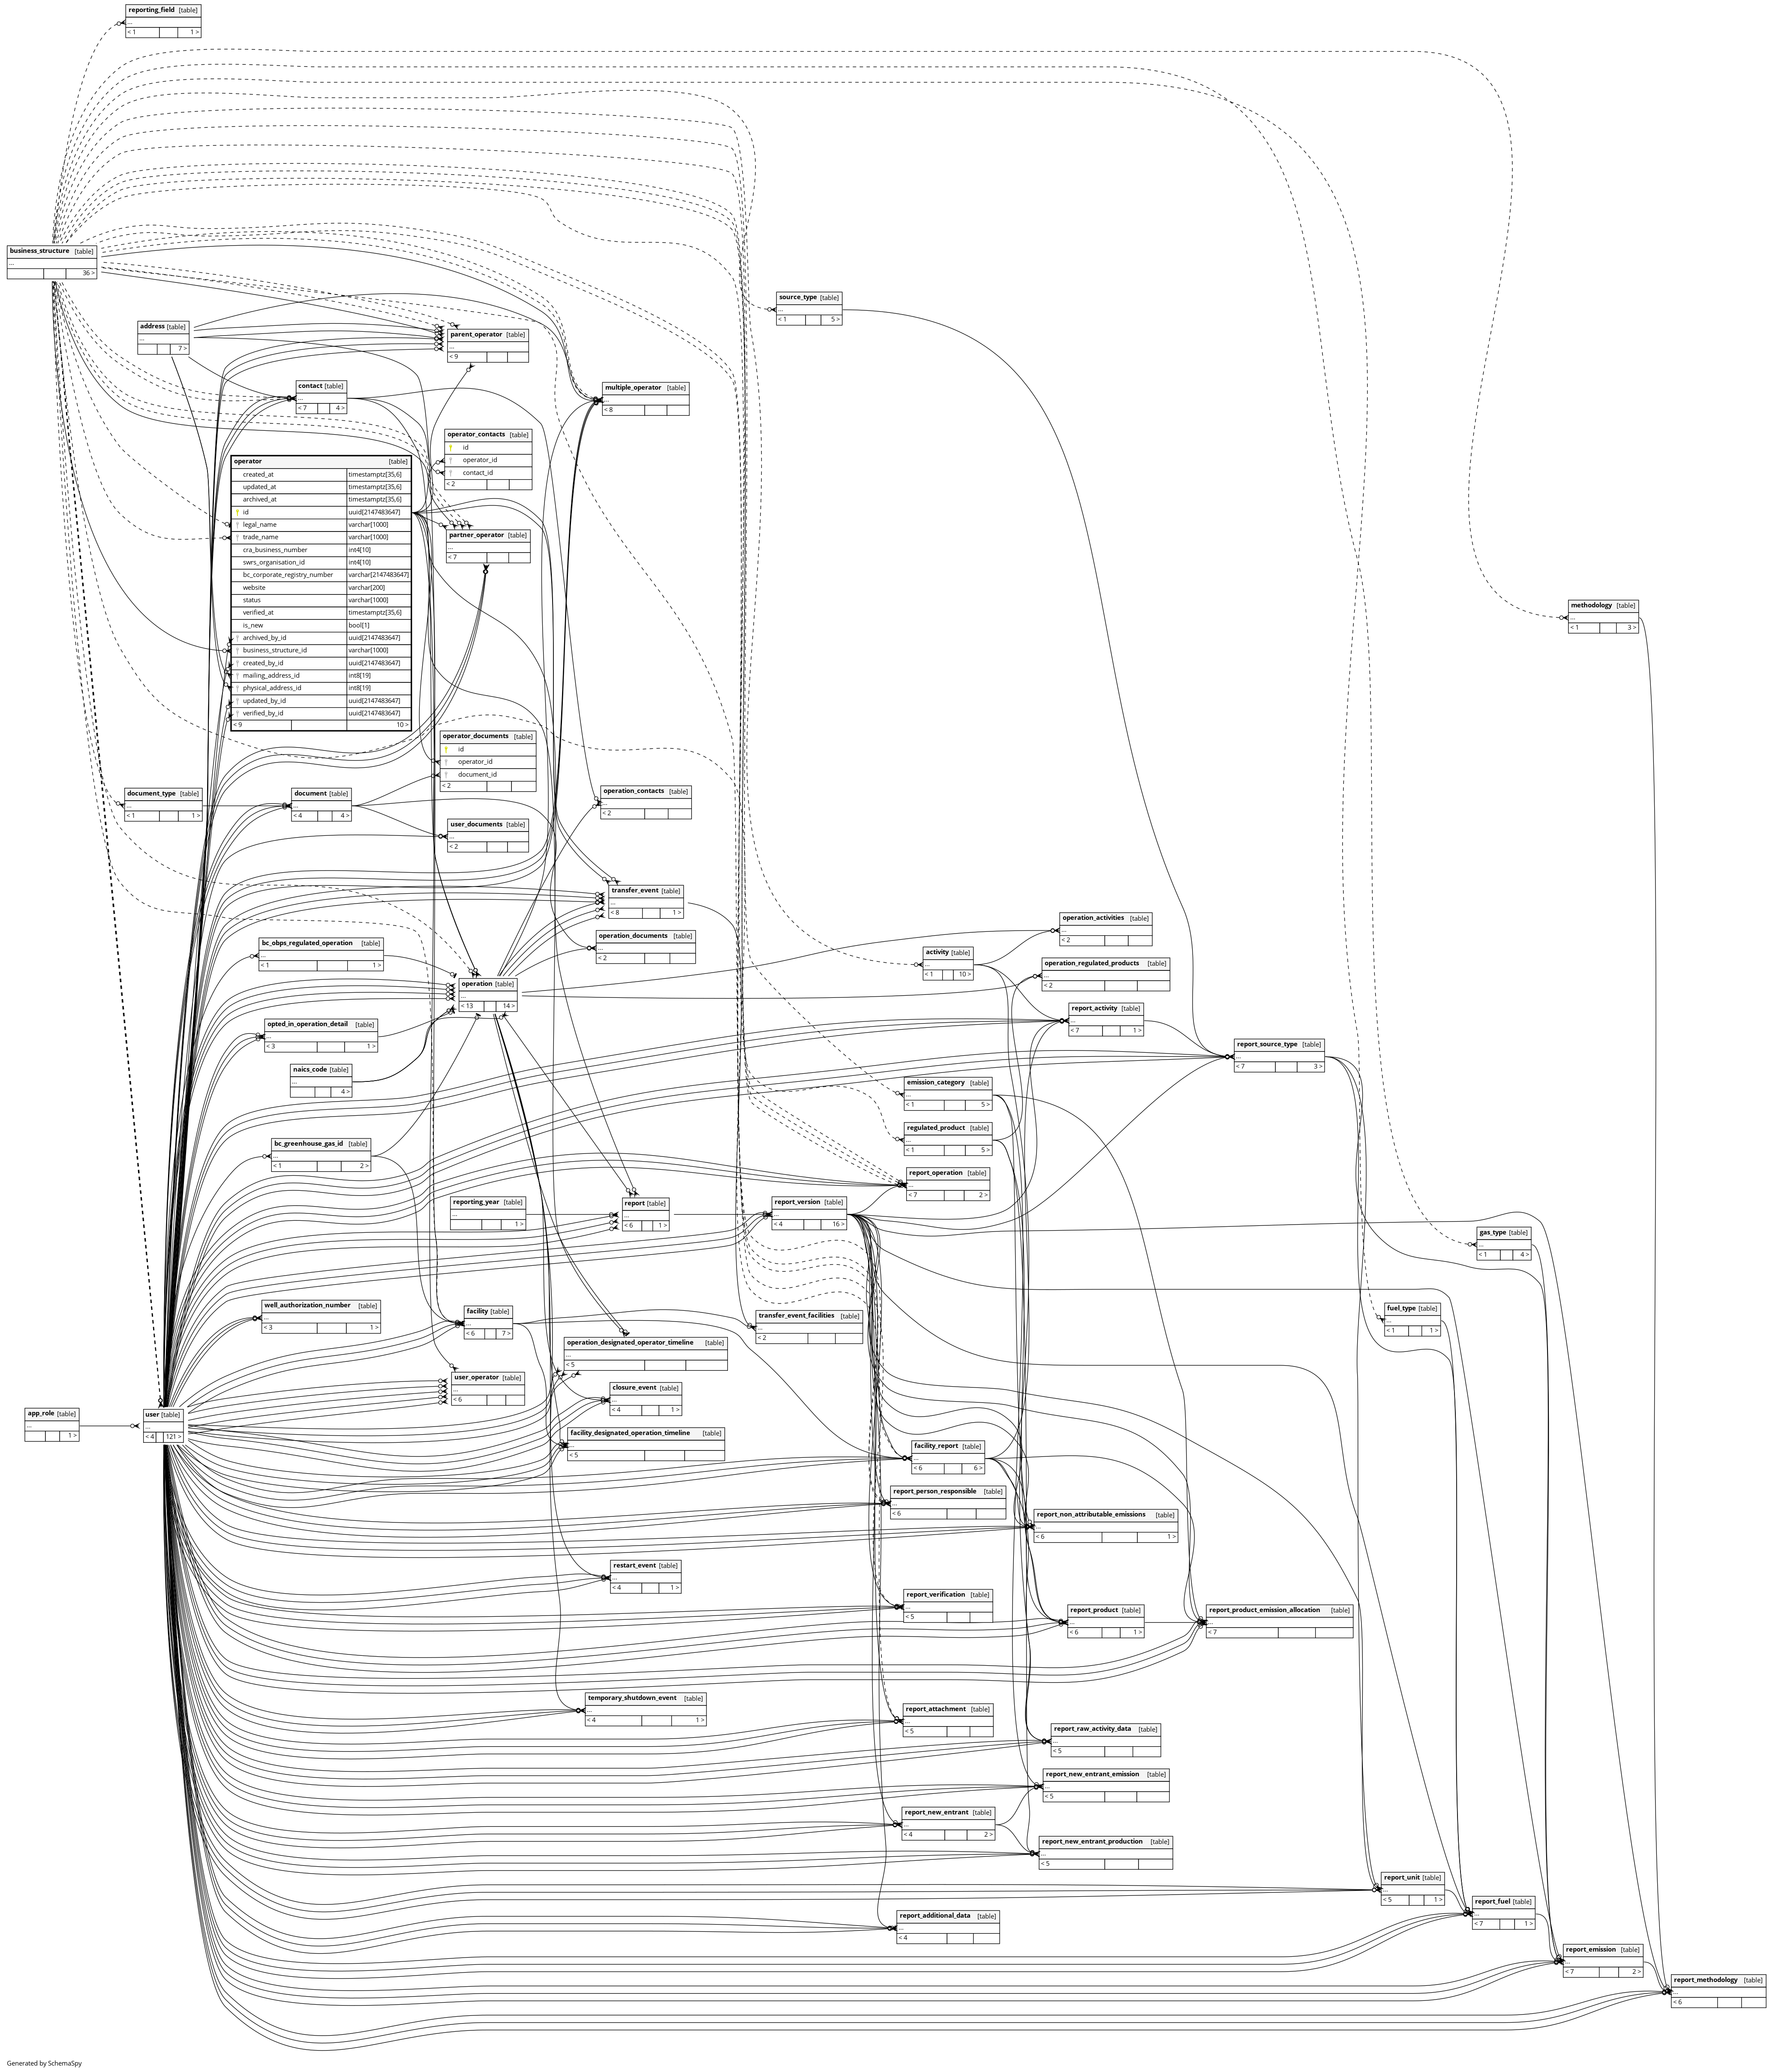 reporting_field [table]
...
< 1 1 >
business_structure [table]
...
36 >
source_type [table]
...
< 1 5 >
address [table]
...
7 >
parent_operator [table]
...
< 9
contact [table]
...
< 7 4 >
multiple_operator [table]
...
< 8
operator_contacts [table]
id
operator_id
contact_id
< 2
operator [table]
created_at timestamptz[35,6]
updated_at timestamptz[35,6]
archived_at timestamptz[35,6]
id uuid[2147483647]
legal_name varchar[1000]
trade_name varchar[1000]
cra_business_number int4[10]
swrs_organisation_id int4[10]
bc_corporate_registry_number varchar[2147483647]
website varchar[200]
status varchar[1000]
verified_at timestamptz[35,6]
is_new bool[1]
archived_by_id uuid[2147483647]
business_structure_id varchar[1000]
created_by_id uuid[2147483647]
mailing_address_id int8[19]
physical_address_id int8[19]
updated_by_id uuid[2147483647]
verified_by_id uuid[2147483647]
< 9 10 >
partner_operator [table]
...
< 7
methodology [table]
...
< 1 3 >
operator_documents [table]
id
operator_id
document_id
< 2
document_type [table]
...
< 1 1 >
document [table]
...
< 4 4 >
operation_contacts [table]
...
< 2
user_documents [table]
...
< 2
transfer_event [table]
...
< 8 1 >
operation_activities [table]
...
< 2
operation_documents [table]
...
< 2
bc_obps_regulated_operation [table]
...
< 1 1 >
activity [table]
...
< 1 10 >
operation_regulated_products [table]
...
< 2
operation [table]
...
< 13 14 >
report_activity [table]
...
< 7 1 >
opted_in_operation_detail [table]
...
< 3 1 >
report_source_type [table]
...
< 7 3 >
naics_code [table]
...
4 >
emission_category [table]
...
< 1 5 >
regulated_product [table]
...
< 1 5 >
bc_greenhouse_gas_id [table]
...
< 1 2 >
report_operation [table]
...
< 7 2 >
reporting_year [table]
...
1 >
report [table]
...
< 6 1 >
report_version [table]
...
< 4 16 >
gas_type [table]
...
< 1 4 >
well_authorization_number [table]
...
< 3 1 >
facility [table]
...
< 6 7 >
transfer_event_facilities [table]
...
< 2
fuel_type [table]
...
< 1 1 >
operation_designated_operator_timeline [table]
...
< 5
user_operator [table]
...
< 6
closure_event [table]
...
< 4 1 >
app_role [table]
...
1 >
user [table]
...
< 4 121 >
facility_designated_operation_timeline [table]
...
< 5
facility_report [table]
...
< 6 6 >
report_person_responsible [table]
...
< 6
report_non_attributable_emissions [table]
...
< 6 1 >
restart_event [table]
...
< 4 1 >
report_verification [table]
...
< 5
report_product [table]
...
< 6 1 >
report_product_emission_allocation [table]
...
< 7
temporary_shutdown_event [table]
...
< 4 1 >
report_attachment [table]
...
< 5
report_raw_activity_data [table]
...
< 5
report_new_entrant_emission [table]
...
< 5
report_new_entrant [table]
...
< 4 2 >
report_new_entrant_production [table]
...
< 5
report_unit [table]
...
< 5 1 >
report_fuel [table]
...
< 7 1 >
report_additional_data [table]
...
< 4
report_emission [table]
...
< 7 2 >
report_methodology [table]
...
< 6
Generated by SchemaSpy